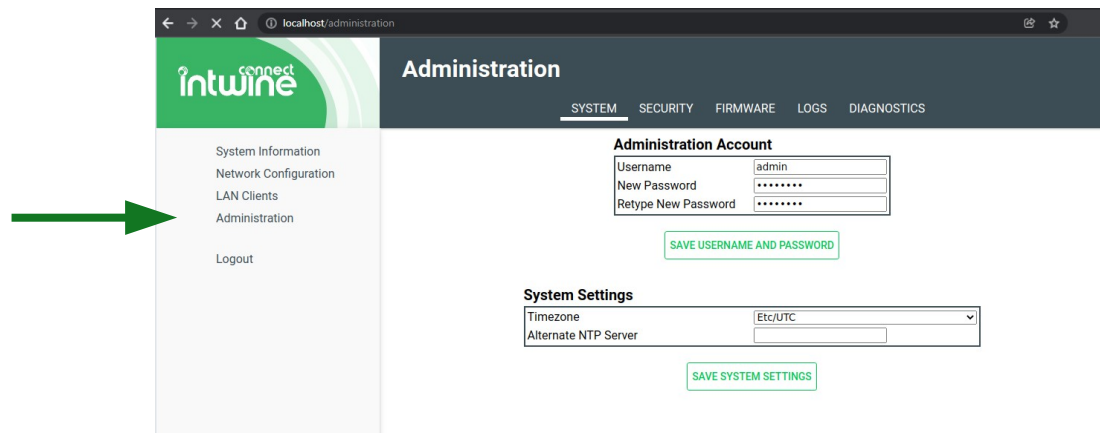 localhost/administration
intwine connect
Administration
SYSTEM SECURITY FIRMWARE LOGS DIAGNOSTICS
System Information
Network Configuration
LAN Clients
Administration
Logout
Administration Account
Username admin
New Password ••••••••
Retype New Password ••••••••
SAVE USERNAME AND PASSWORD
System Settings
Timezone Etc/UTC
Alternate NTP Server
SAVE SYSTEM SETTINGS